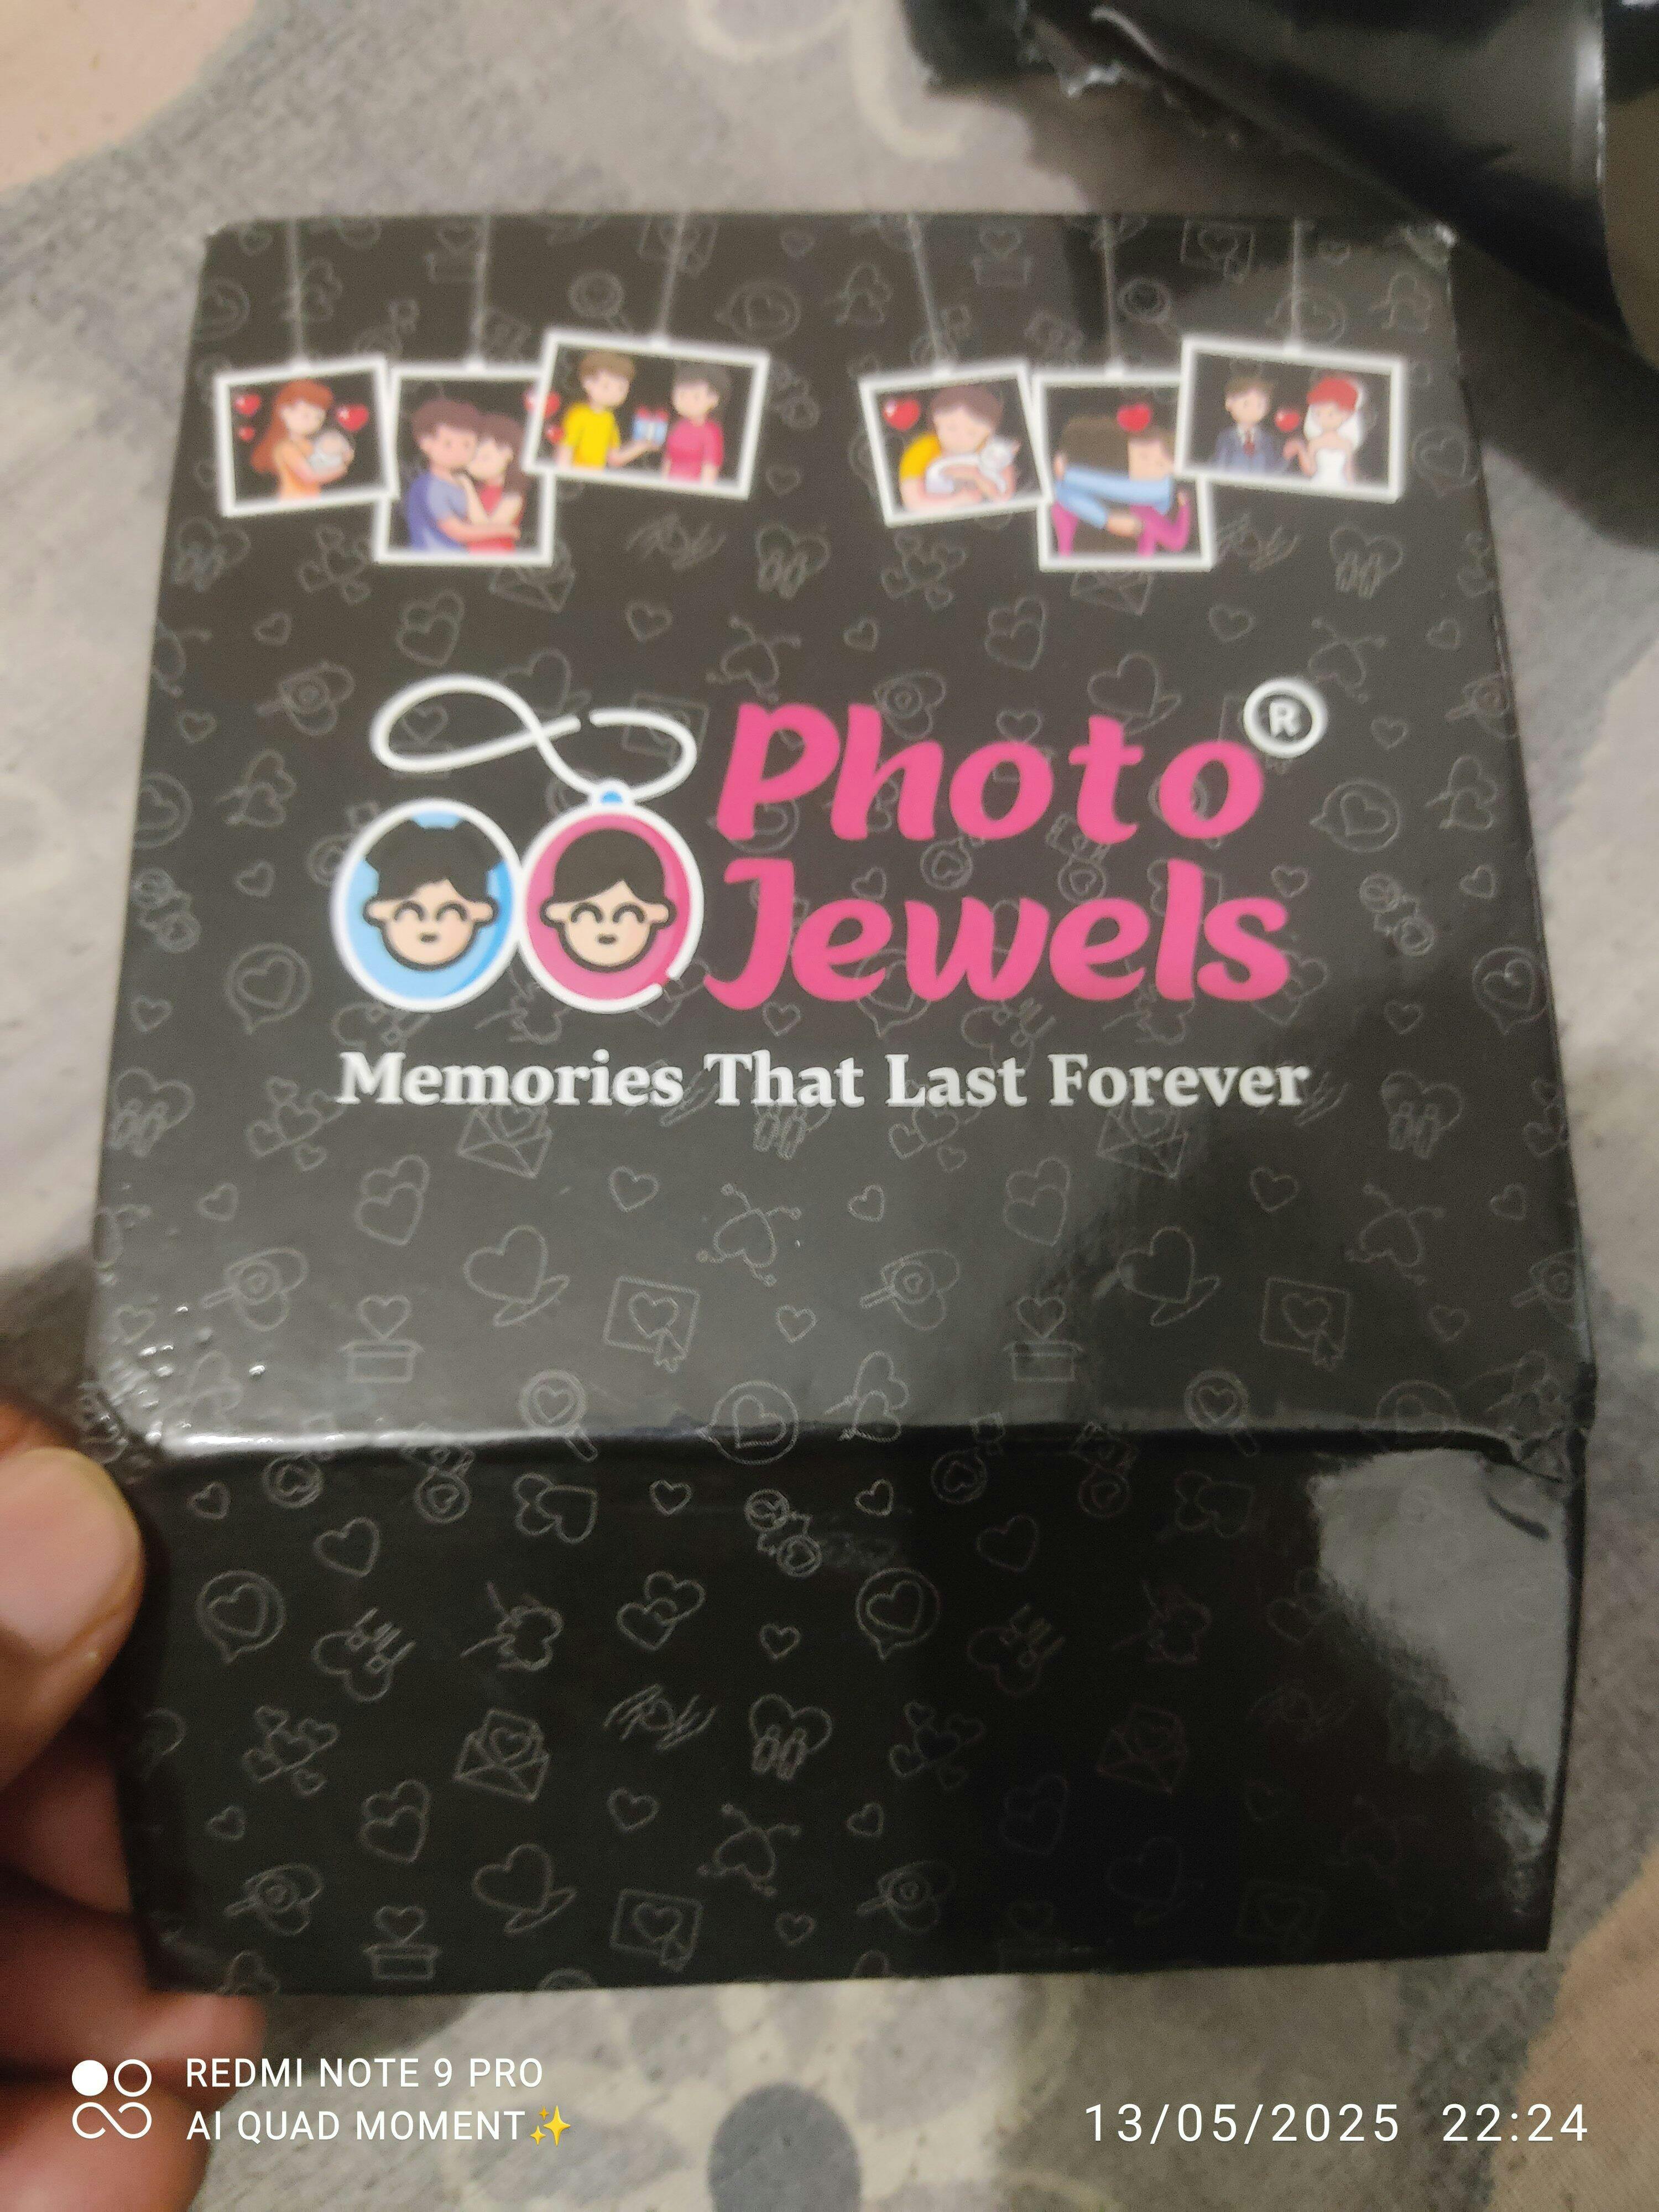 Photo®
Jewels
Memories That Last Forever
REDMI NOTE 9 PRO
AI QUAD MOMENT✨
13/05/2025 22:24